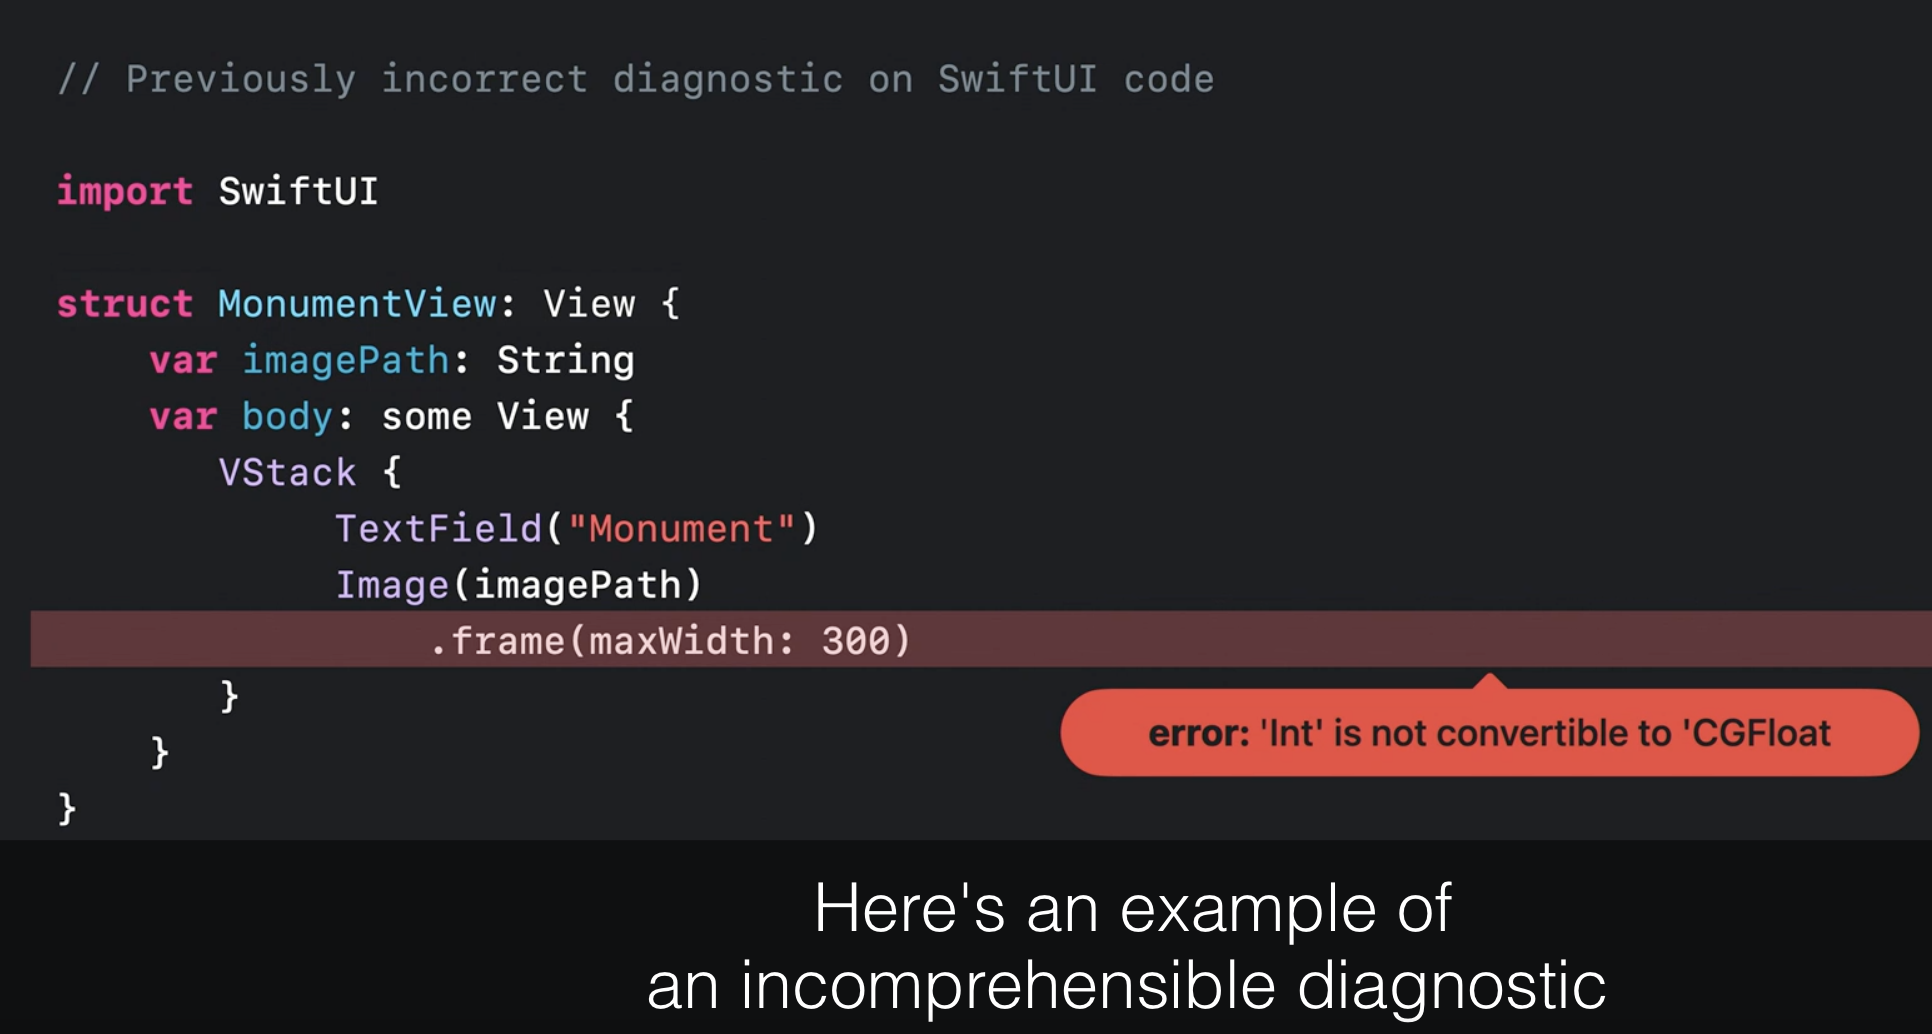 // Previously incorrect diagnostic on SwiftUI code
import SwiftUI
struct MonumentView: View {
var imagePath: String
var body: some View {
VStack {
TextField("Monument")
Image(imagePath)
.frame(maxWidth: 300)
}
error: 'Int' is not convertible to 'CGFloat
}
}
Here's an example of
an incomprehensible diagnostic